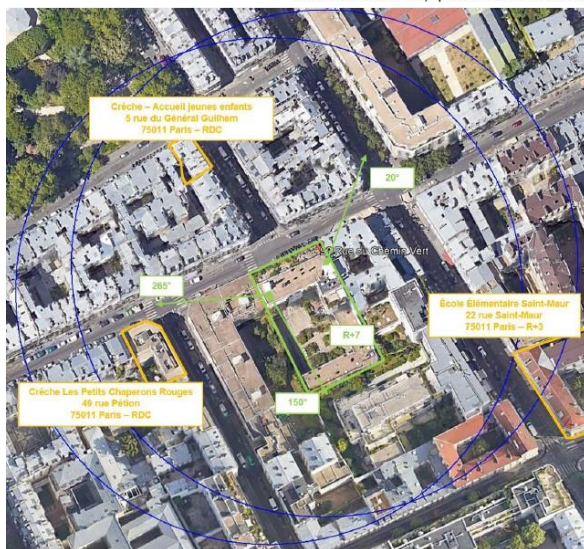 Crèche – Accueil jeunes enfants
5 rue du Général Guilhem
75011 Paris – RDC
20°
Rue du Chemin Vert
265°
École Élémentaire Saint-Maur
22 rue Saint-Maur
75011 Paris – R+3
R+7
Crèche Les Petits Chaperons Rouges
49 rue Pétion
75011 Paris – RDC
150°